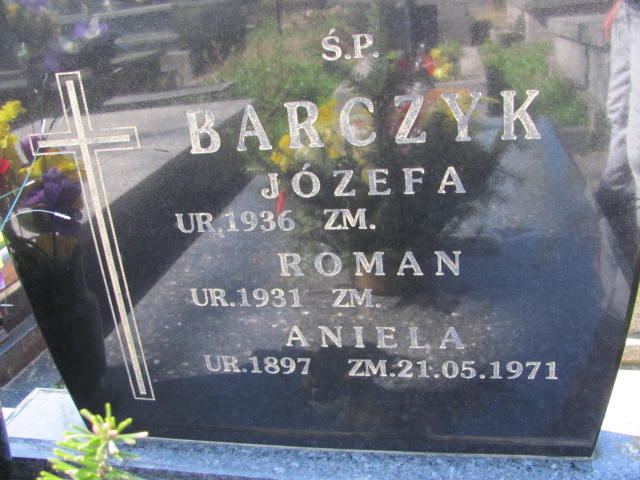 Ś.P.
BARCZYK
JÓZEFA
UR.1936 ZM.
ROMAN
UR.1931 ZM.
ANIELA
UR.1897 ZM.21.05.1971